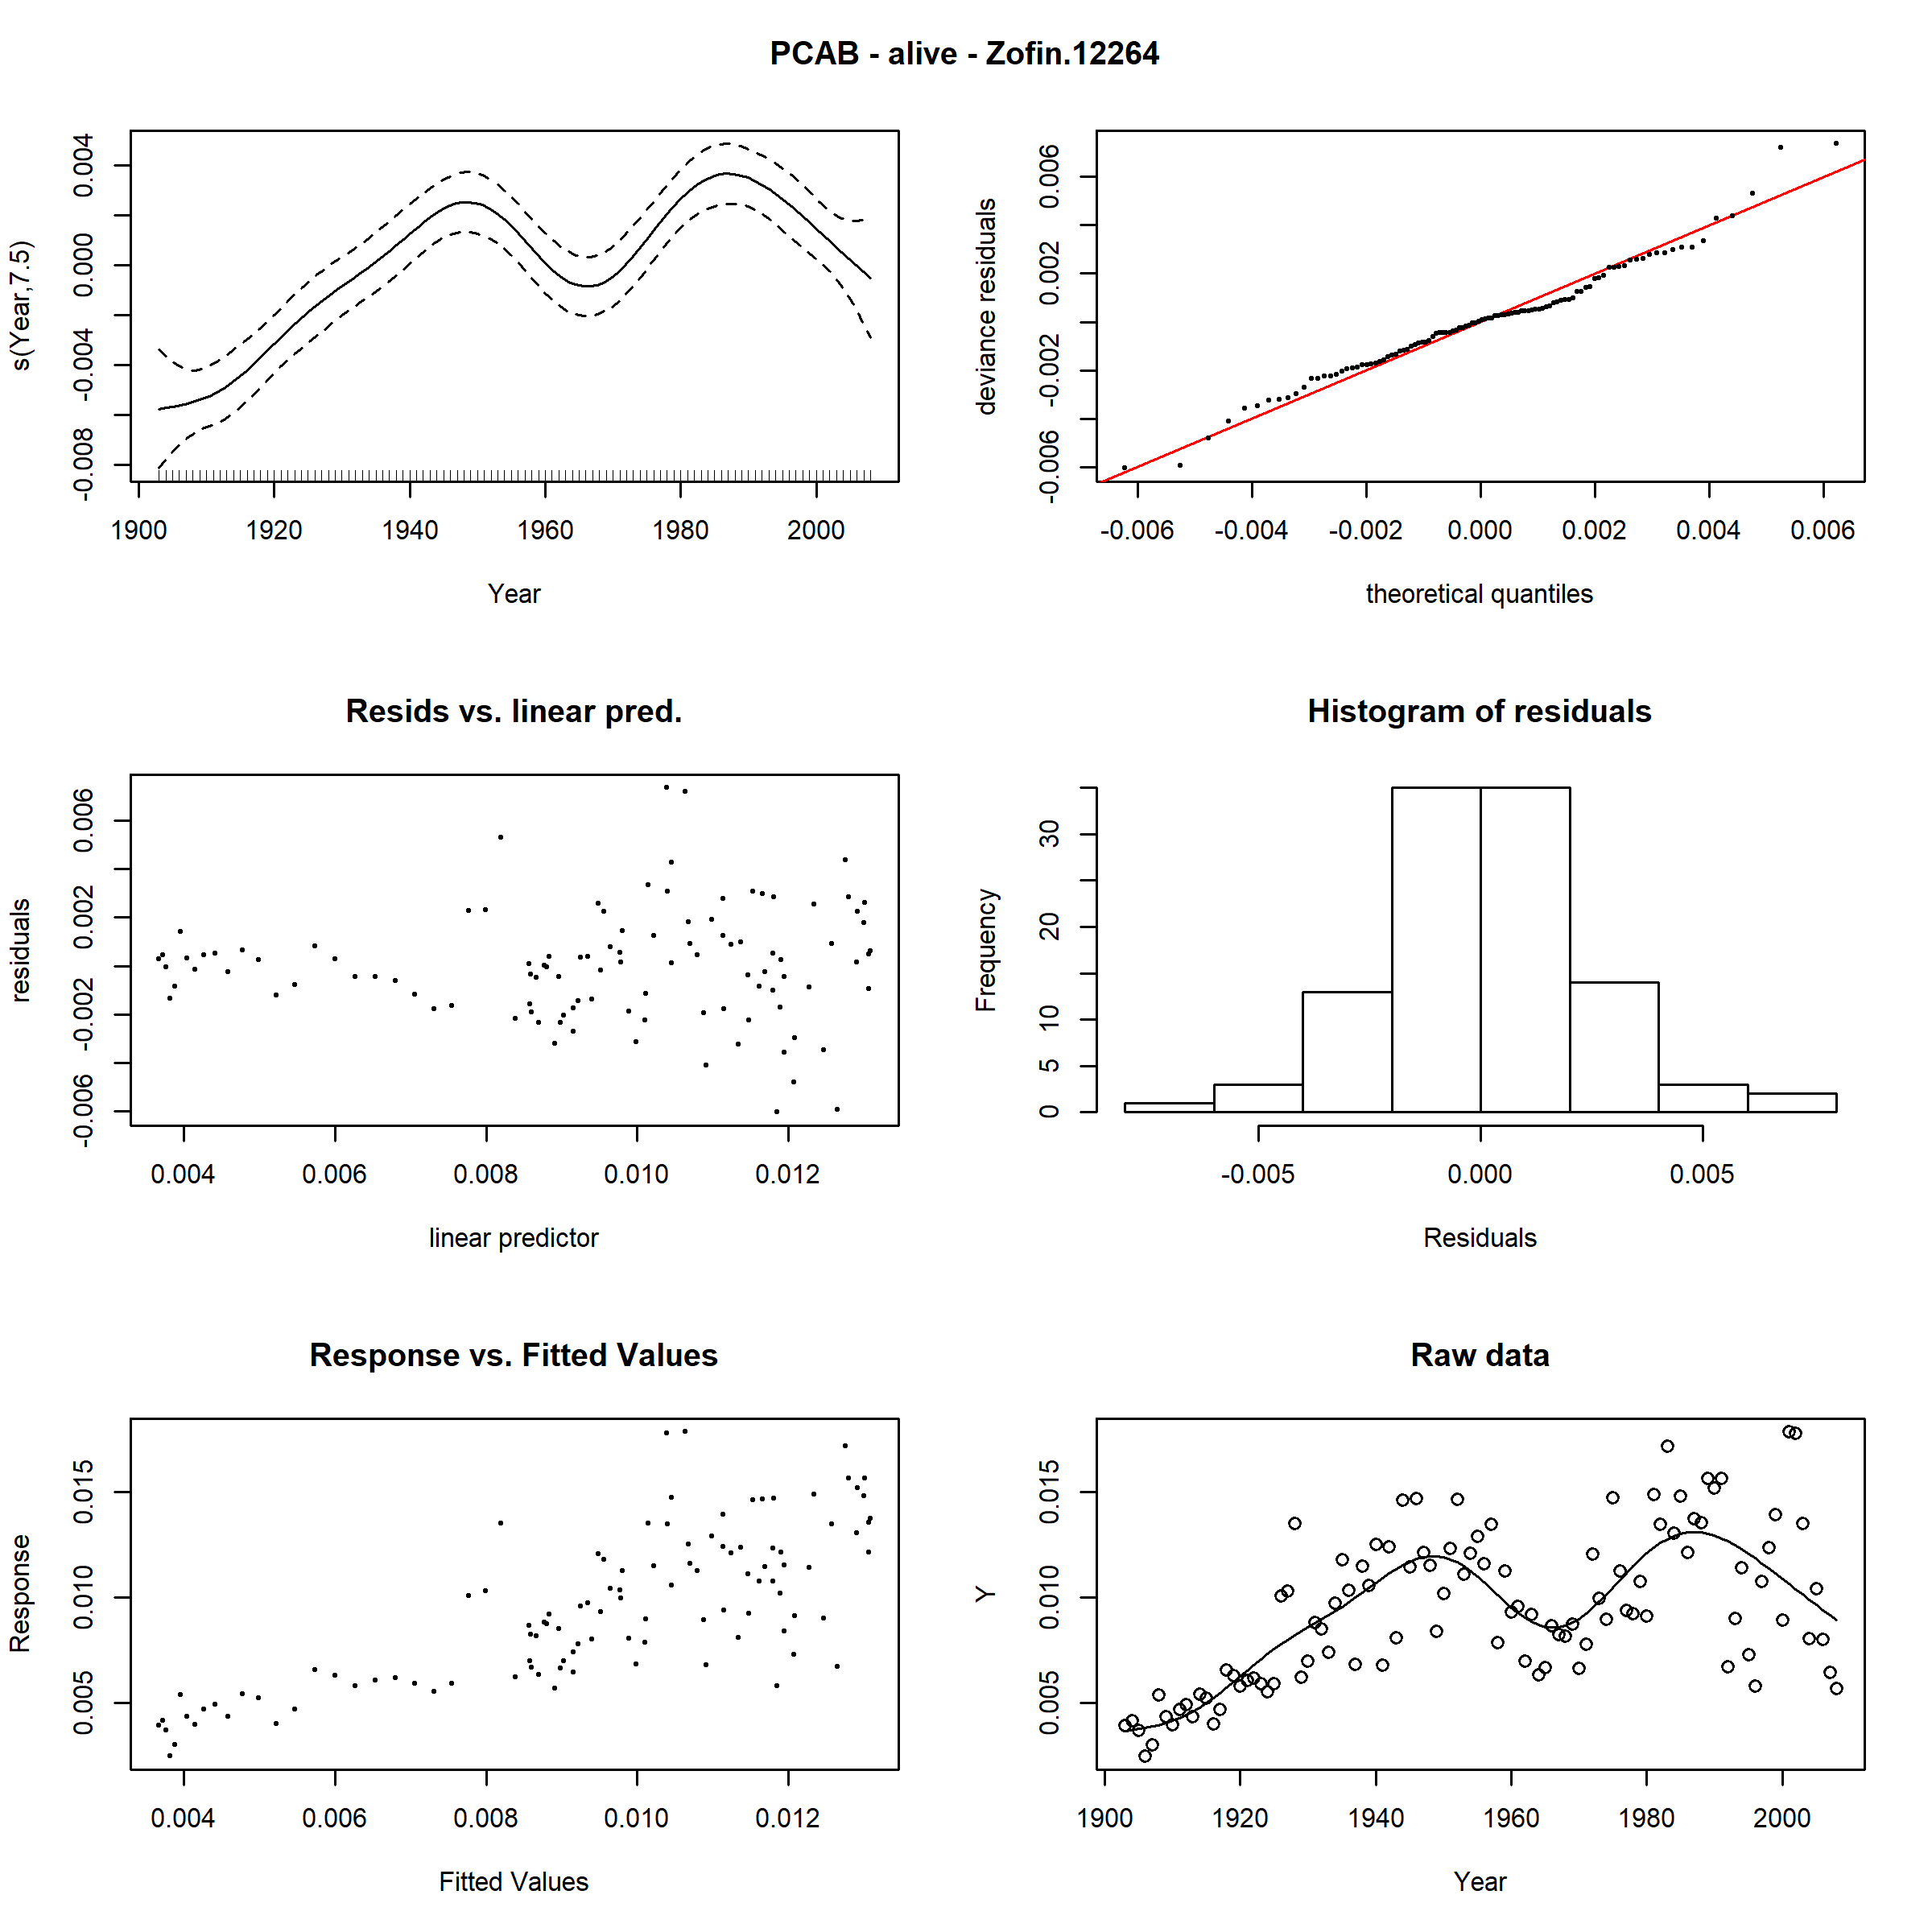 PCAB - alive - Zofin.12264
s(Year,7.5)
-0.008 -0.004 0.000 0.004
1900 1920 1940 1960 1980 2000
Year
deviance residuals
-0.006 -0.002 0.002 0.006
-0.006 -0.004 -0.002 0.000 0.002 0.004 0.006
theoretical quantiles
Resids vs. linear pred.
residuals
-0.006 -0.002 0.002 0.006
0.004 0.006 0.008 0.010 0.012
linear predictor
Histogram of residuals
Frequency
0 5 10 20 30
-0.005 0.000 0.005
Residuals
Response vs. Fitted Values
Response
0.005 0.010 0.015
0.004 0.006 0.008 0.010 0.012
Fitted Values
Raw data
Y
0.005 0.010 0.015
1900 1920 1940 1960 1980 2000
Year